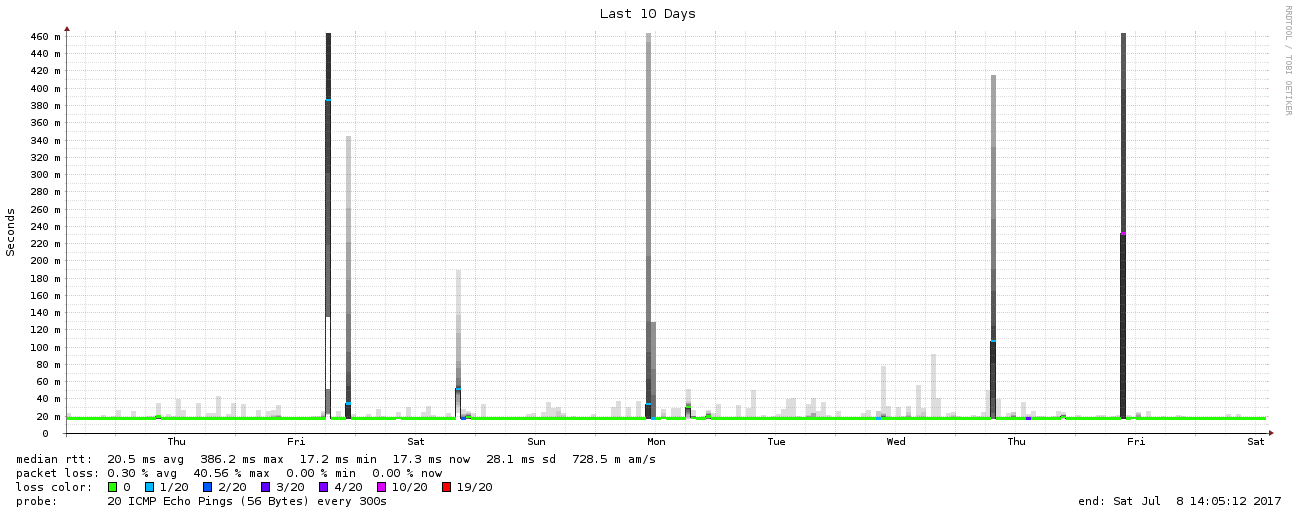 Last 10 Days
RRDTOOL / TOBI OETIKER
Seconds
460 m
440 m
420 m
400 m
380 m
360 m
340 m
320 m
300 m
280 m
260 m
240 m
220 m
200 m
180 m
160 m
140 m
120 m
100 m
80 m
60 m
40 m
20 m
0
Thu Fri Sat Sun Mon Tue Wed Thu Fri Sat
median rtt: 20.5 ms avg 386.2 ms max 17.2 ms min 17.3 ms now 28.1 ms sd 728.5 m am/s
packet loss: 0.30 % avg 40.56 % max 0.00 % min 0.00 % now
loss color: 0 1/20 2/20 3/20 4/20 10/20 19/20
probe: 20 ICMP Echo Pings (56 Bytes) every 300s end: Sat Jul 8 14:05:12 2017